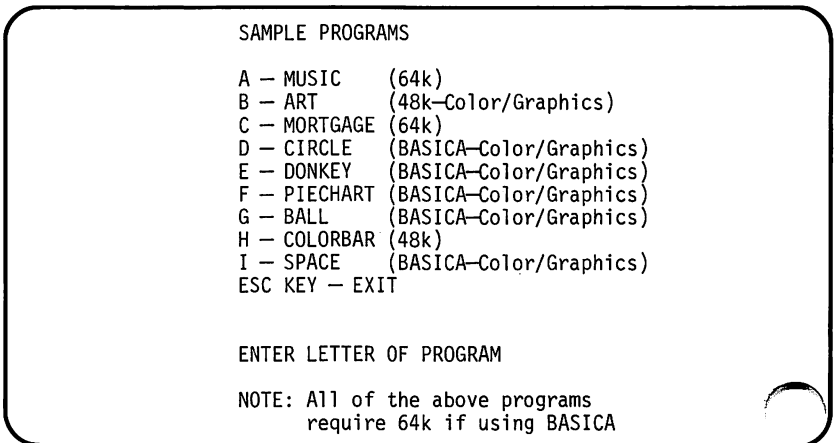 SAMPLE PROGRAMS
A — MUSIC (64k)
B — ART (48k—Color/Graphics)
C — MORTGAGE (64k)
D — CIRCLE (BASICA—Color/Graphics)
E — DONKEY (BASICA—Color/Graphics)
F — PIECHART (BASICA—Color/Graphics)
G — BALL (BASICA—Color/Graphics)
H — COLORBAR (48k)
I — SPACE (BASICA—Color/Graphics)
ESC KEY — EXIT
ENTER LETTER OF PROGRAM
NOTE: All of the above programs
require 64k if using BASICA